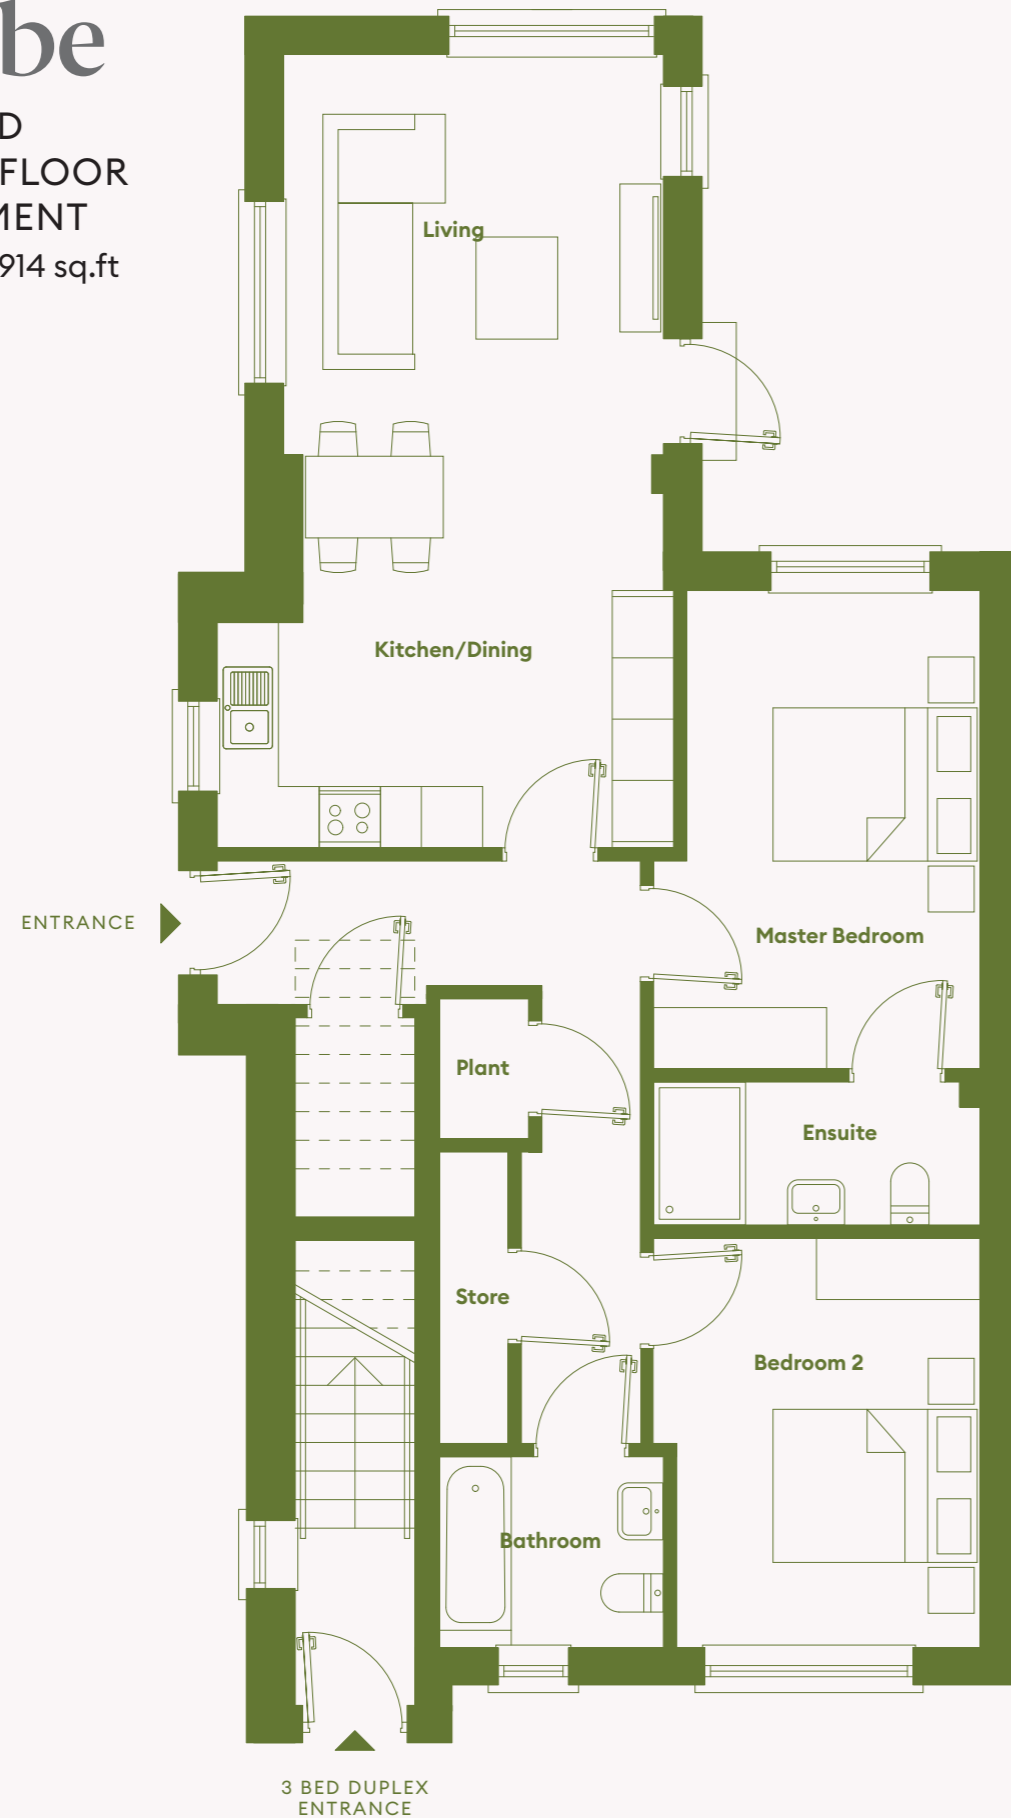 be
D
FLOOR
MENT
914 sq.ft
Living
Kitchen/Dining
ENTRANCE
Master Bedroom
Plant
Ensuite
Store
Bedroom 2
Bathroom
3 BED DUPLEX
ENTRANCE